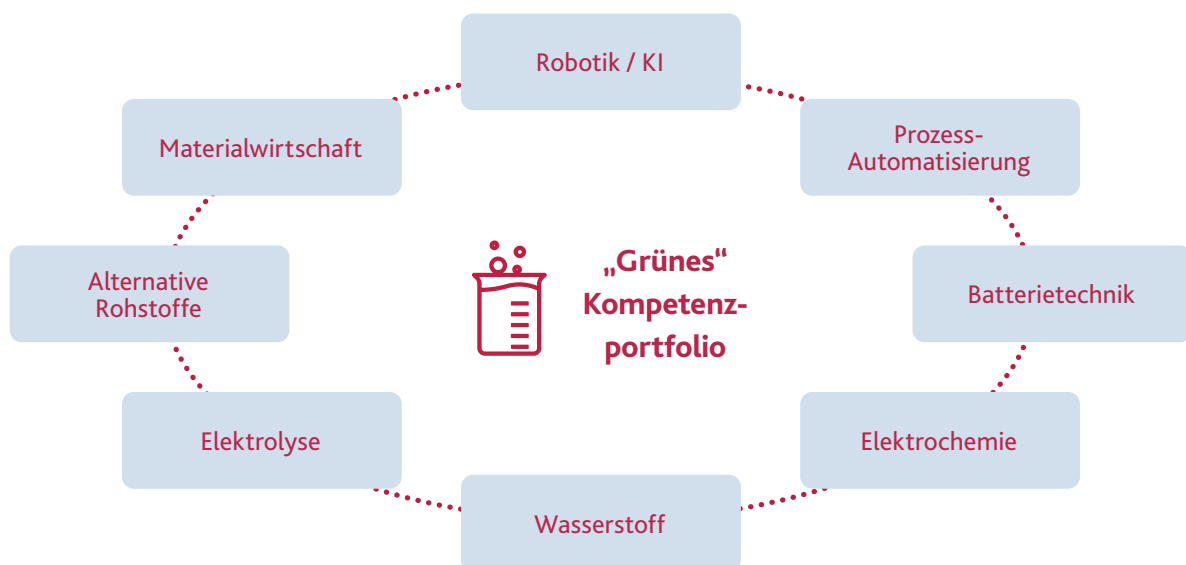 Robotik / KI
Materialwirtschaft
Prozess-
Automatisierung
„Grünes“
Kompetenz-
portfolio
Alternative
Rohstoffe
Batterietechnik
Elektrolyse
Elektrochemie
Wasserstoff